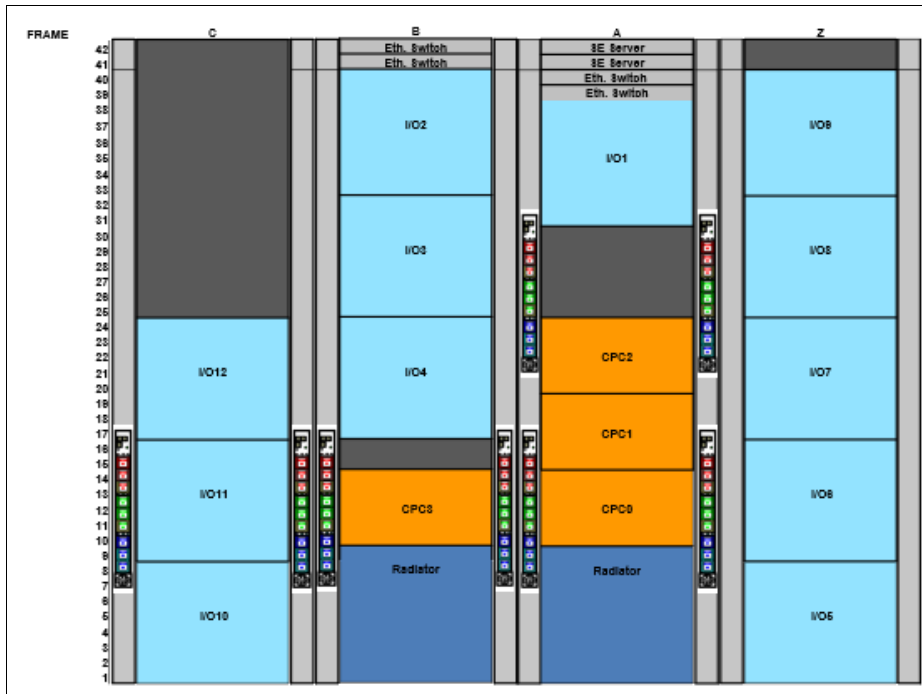 FRAME
C
B
A
Z
42
41
40
39
38
37
36
35
34
33
32
31
30
29
28
27
26
25
24
23
22
21
20
19
18
17
16
15
14
13
12
11
10
9
8
7
6
5
4
3
2
1
I/O12
I/O11
I/O10
Eth. Switch
Eth. Switch
I/O2
I/O3
I/O4
CPC3
Radiator
SE Server
SE Server
Eth. Switch
Eth. Switch
I/O1
CPC2
CPC1
CPC0
Radiator
I/O9
I/O8
I/O7
I/O6
I/O5